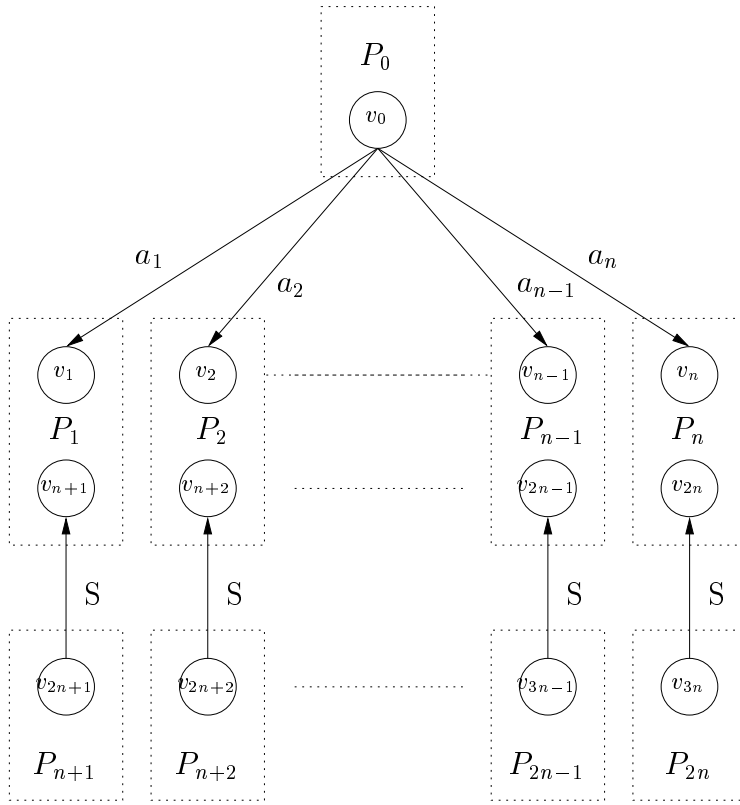 P₀
v₀
a₁ a₂ aₙ₋₁ aₙ
v₁ v₂ vₙ₋₁ vₙ
P₁ P₂ Pₙ₋₁ Pₙ
vₙ₊₁ vₙ₊₂ v₂ₙ₋₁ v₂ₙ
S S S S
v₂ₙ₊₁ v₂ₙ₊₂ v₃ₙ₋₁ v₃ₙ
Pₙ₊₁ Pₙ₊₂ P₂ₙ₋₁ P₂ₙ